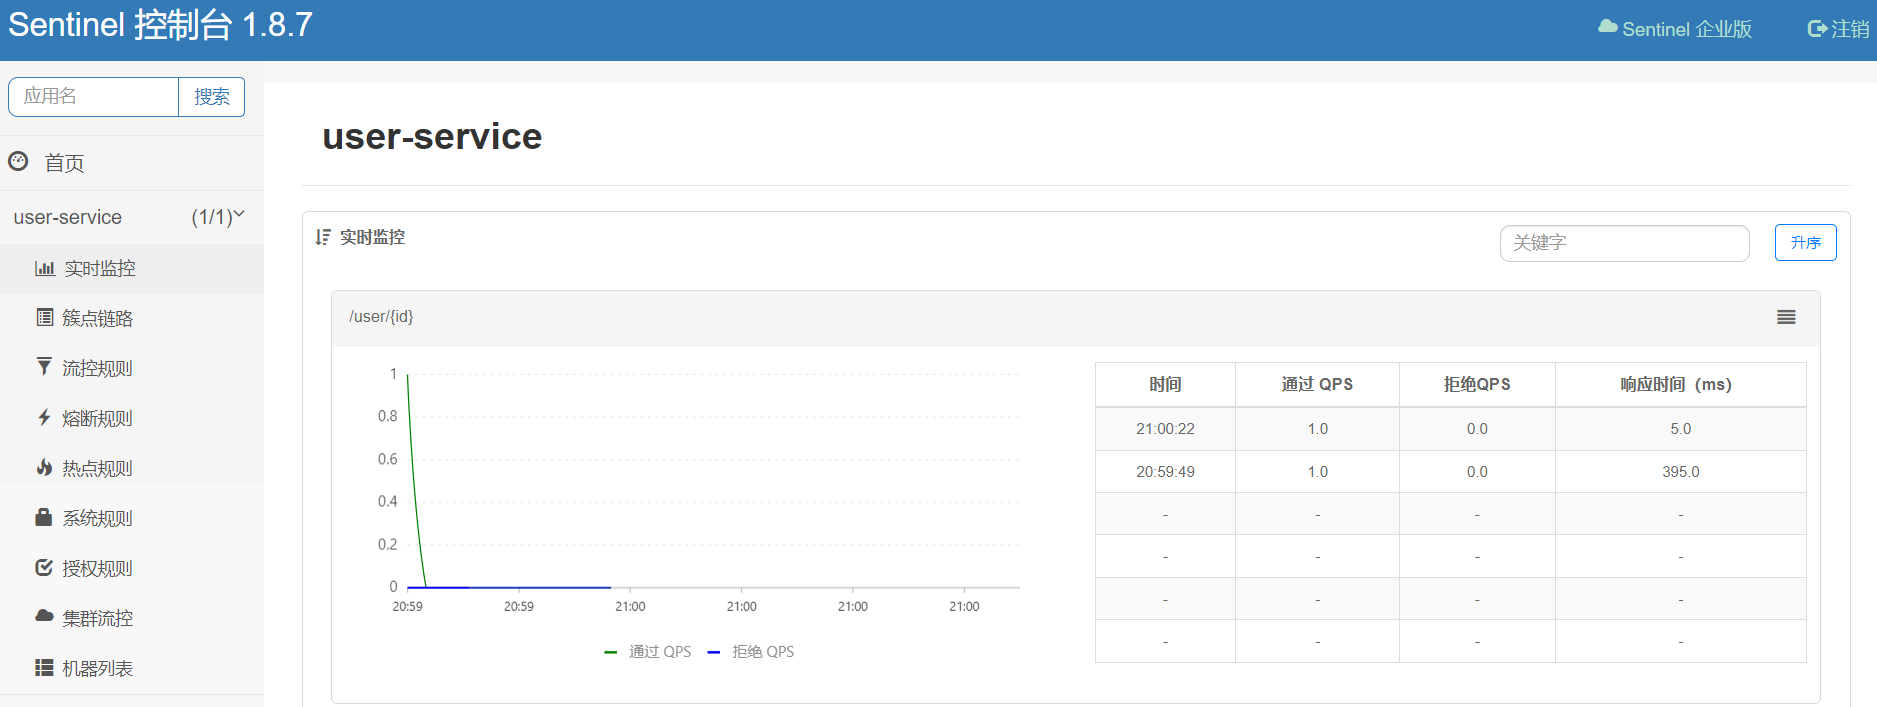 Sentinel 控制台 1.8.7
Sentinel 企业版
注销
应用名
搜索
首页
user-service (1/1)
实时监控
簇点链路
流控规则
熔断规则
热点规则
系统规则
授权规则
集群流控
机器列表
user-service
实时监控
关键字
升序
/user/{id}
1
0.8
0.6
0.4
0.2
0
20:59 20:59 21:00 21:00 21:00 21:00
通过 QPS 拒绝 QPS
时间 通过 QPS 拒绝QPS 响应时间（ms）
21:00:22 1.0 0.0 5.0
20:59:49 1.0 0.0 395.0
- - - -
- - - -
- - - -
- - - -